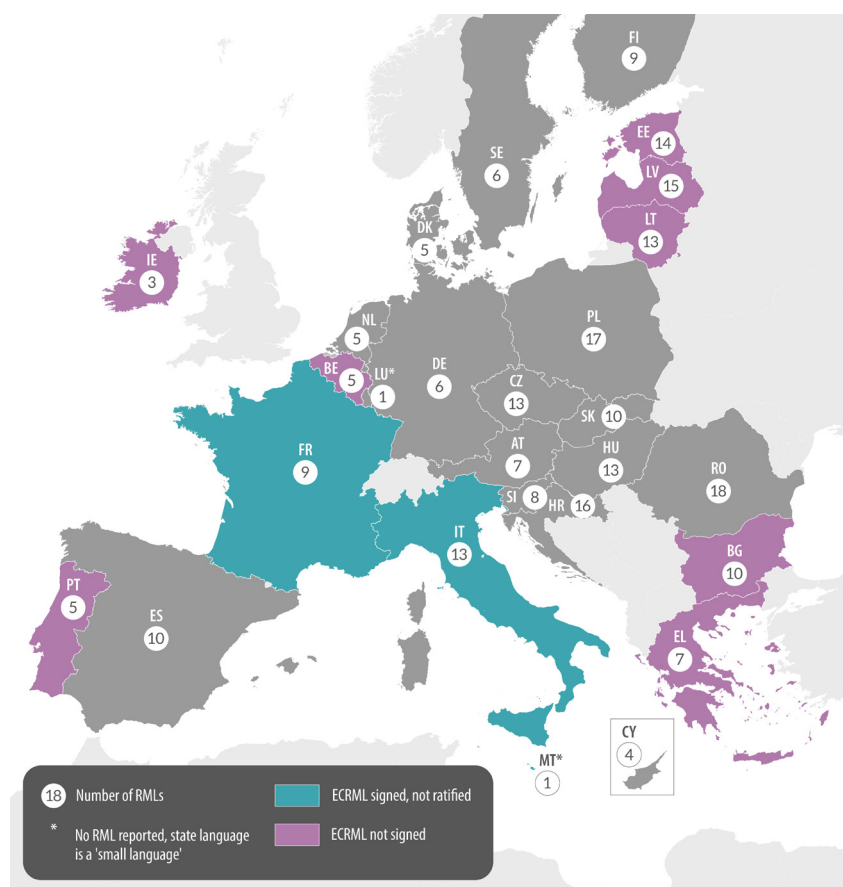 FI
9
EE
14
SE
6
LV
15
LT
13
DK
5
IE
3
NL
5
PL
17
BE
5
LU*
1
DE
6
CZ
13
SK
10
FR
9
AT
7
HU
13
RO
18
SI
8
HR
16
IT
13
BG
10
PT
5
ES
10
EL
7
CY
4
MT*
1
18 Number of RMLs
ECRML signed, not ratified
* No RML reported, state language
is a 'small language'
ECRML not signed